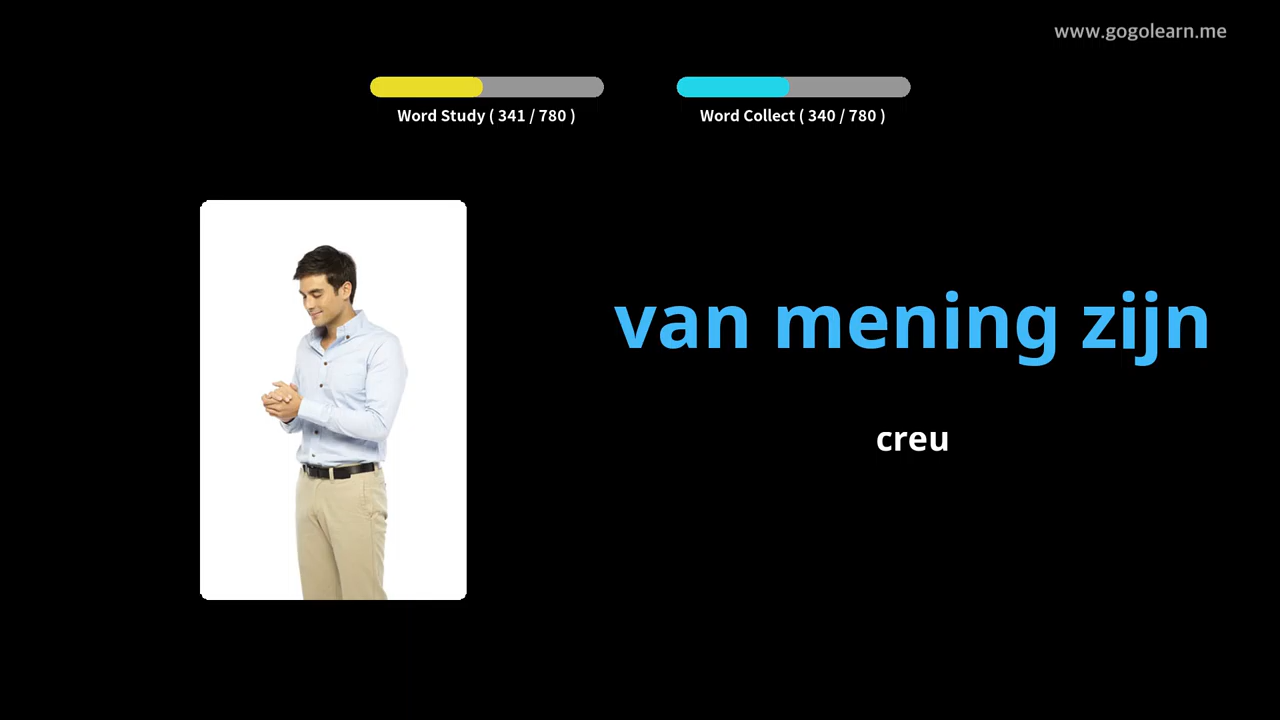 www.gogolearn.me
Word Study ( 341 / 780 )
Word Collect ( 340 / 780 )
van mening zijn
creu